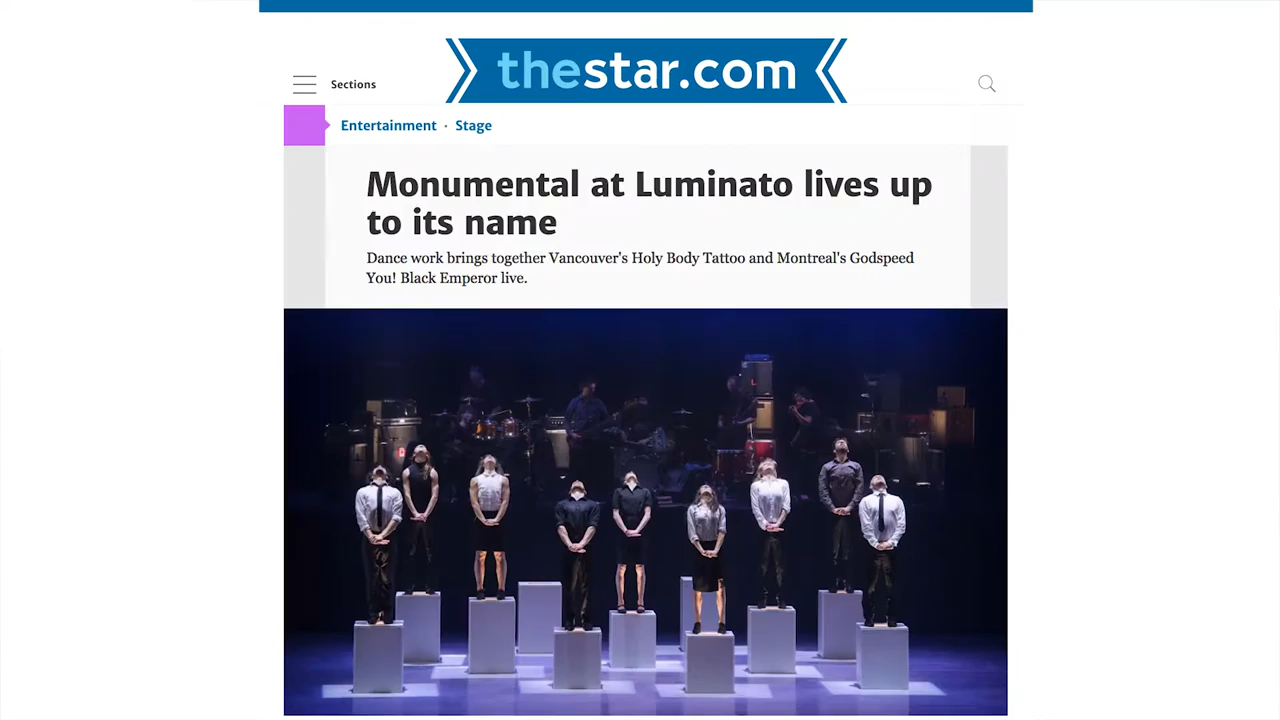 thestar.com
Sections
Entertainment · Stage
Monumental at Luminato lives up
to its name
Dance work brings together Vancouver's Holy Body Tattoo and Montreal's Godspeed
You! Black Emperor live.